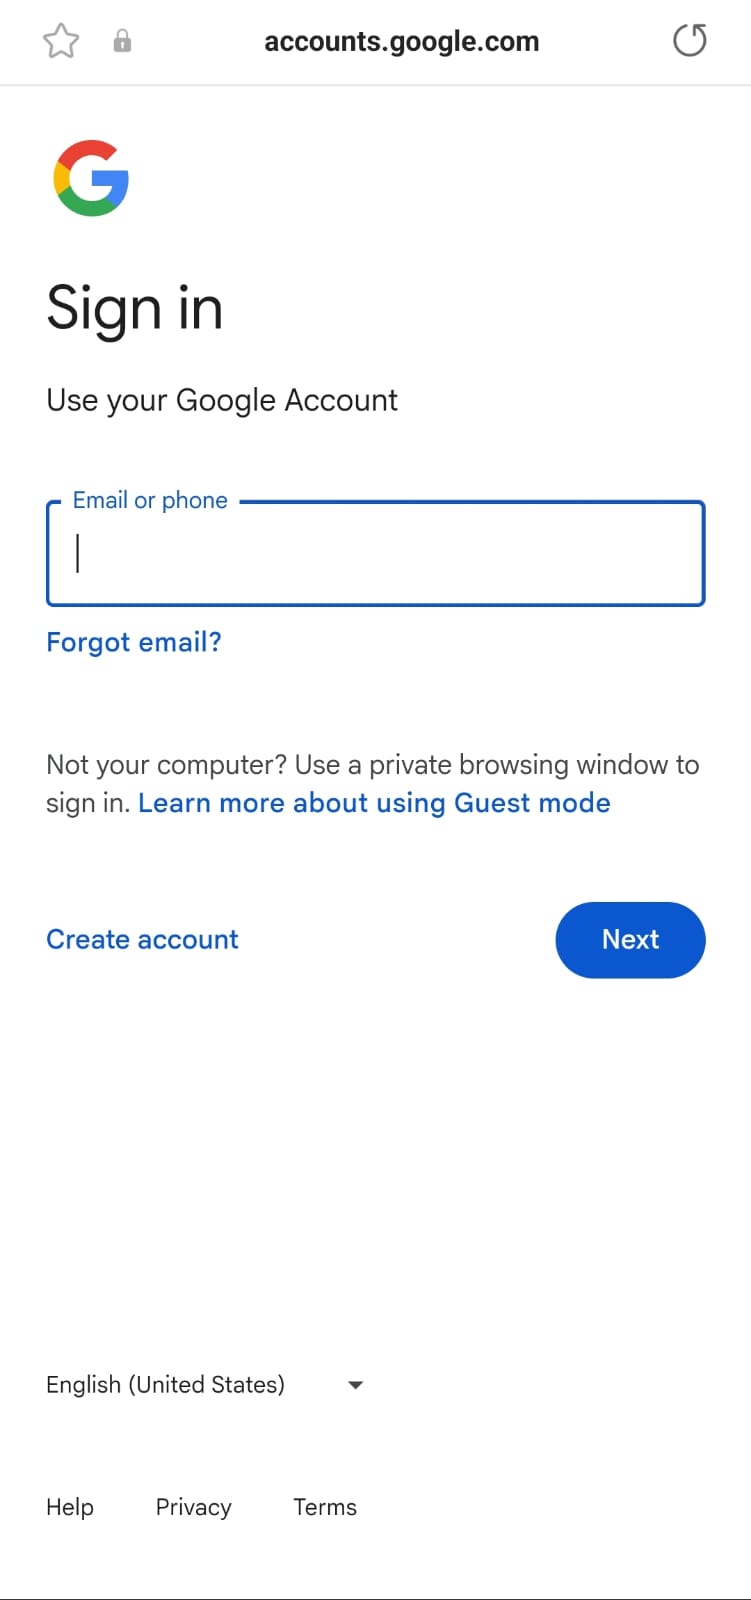 accounts.google.com
Sign in
Use your Google Account
Email or phone
Forgot email?
Not your computer? Use a private browsing window to
sign in. Learn more about using Guest mode
Create account
Next
English (United States)
Help Privacy Terms